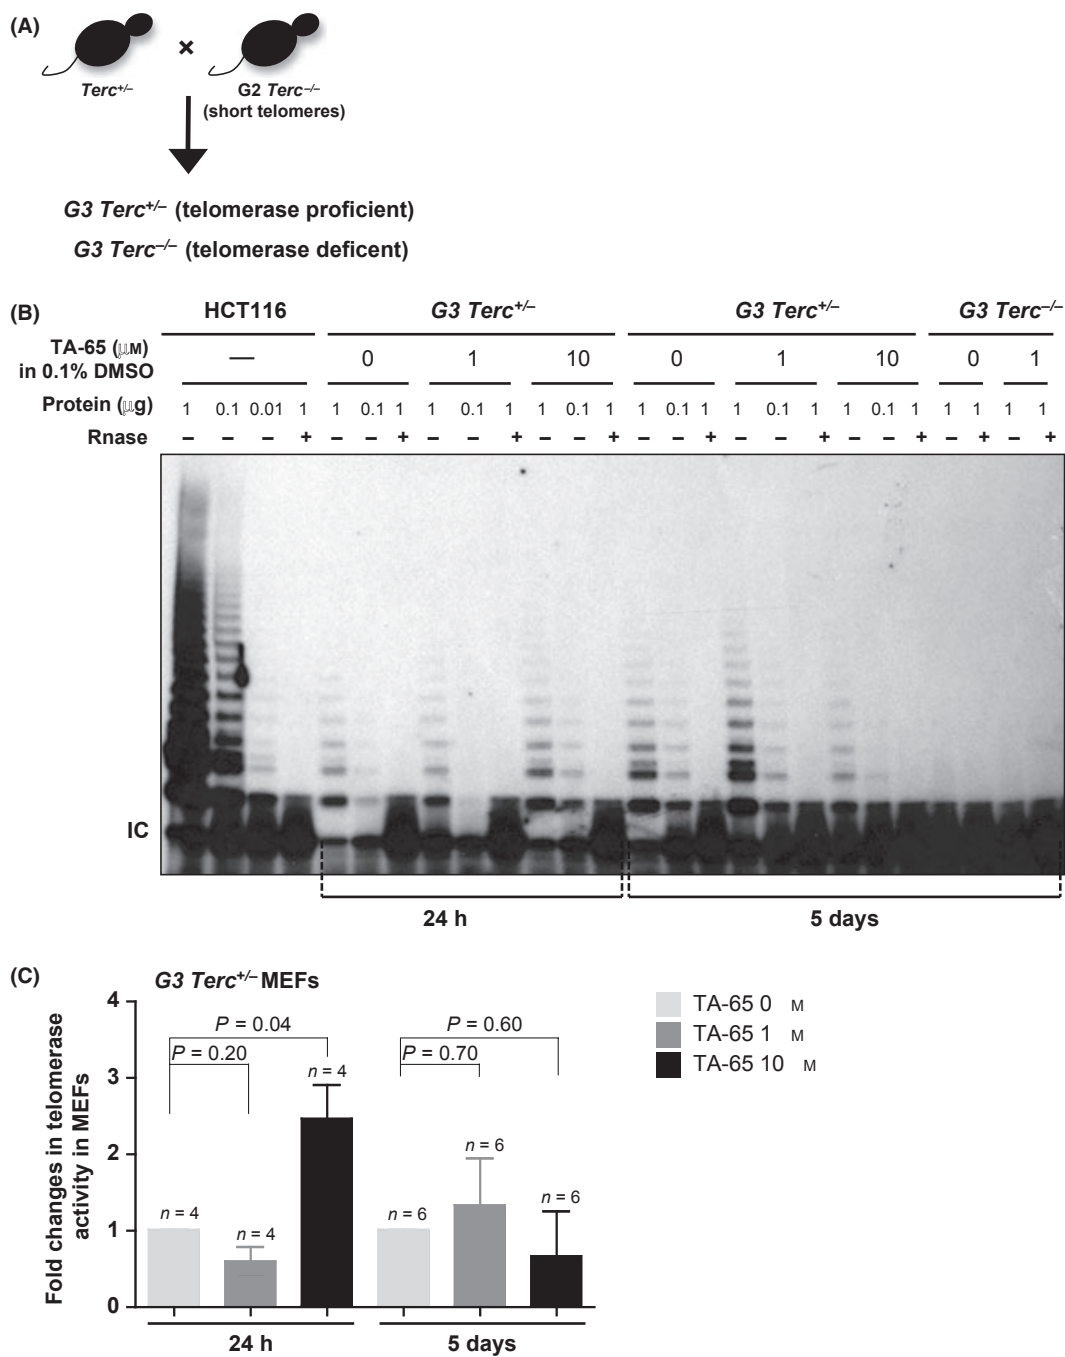 (A)
×
Terc+/–
G2 Terc–/–
(short telomeres)
G3 Terc+/– (telomerase proficient)
G3 Terc–/– (telomerase deficent)
(B)
HCT116 G3 Terc+/– G3 Terc+/– G3 Terc–/–
TA-65 (μM)
in 0.1% DMSO
— 0 1 10 0 1 10 0 1
Protein (μg) 1 0.1 0.01 1 0.1 1 1 0.1 1 1 0.1 1 1 0.1 1 1 0.1 1 1 0.1 1 1 1 1 1
Rnase – – – + – – + – + – – + – – + – + – – + – + – +
IC
24 h 5 days
(C)
G3 Terc+/– MEFs
Fold changes in telomerase
activity in MEFs
4
3
2
1
0
P = 0.04
P = 0.20
n = 4
n = 4
n = 4
P = 0.60
P = 0.70
n = 6
n = 6
n = 6
24 h 5 days
TA-65 0 M
TA-65 1 M
TA-65 10 M